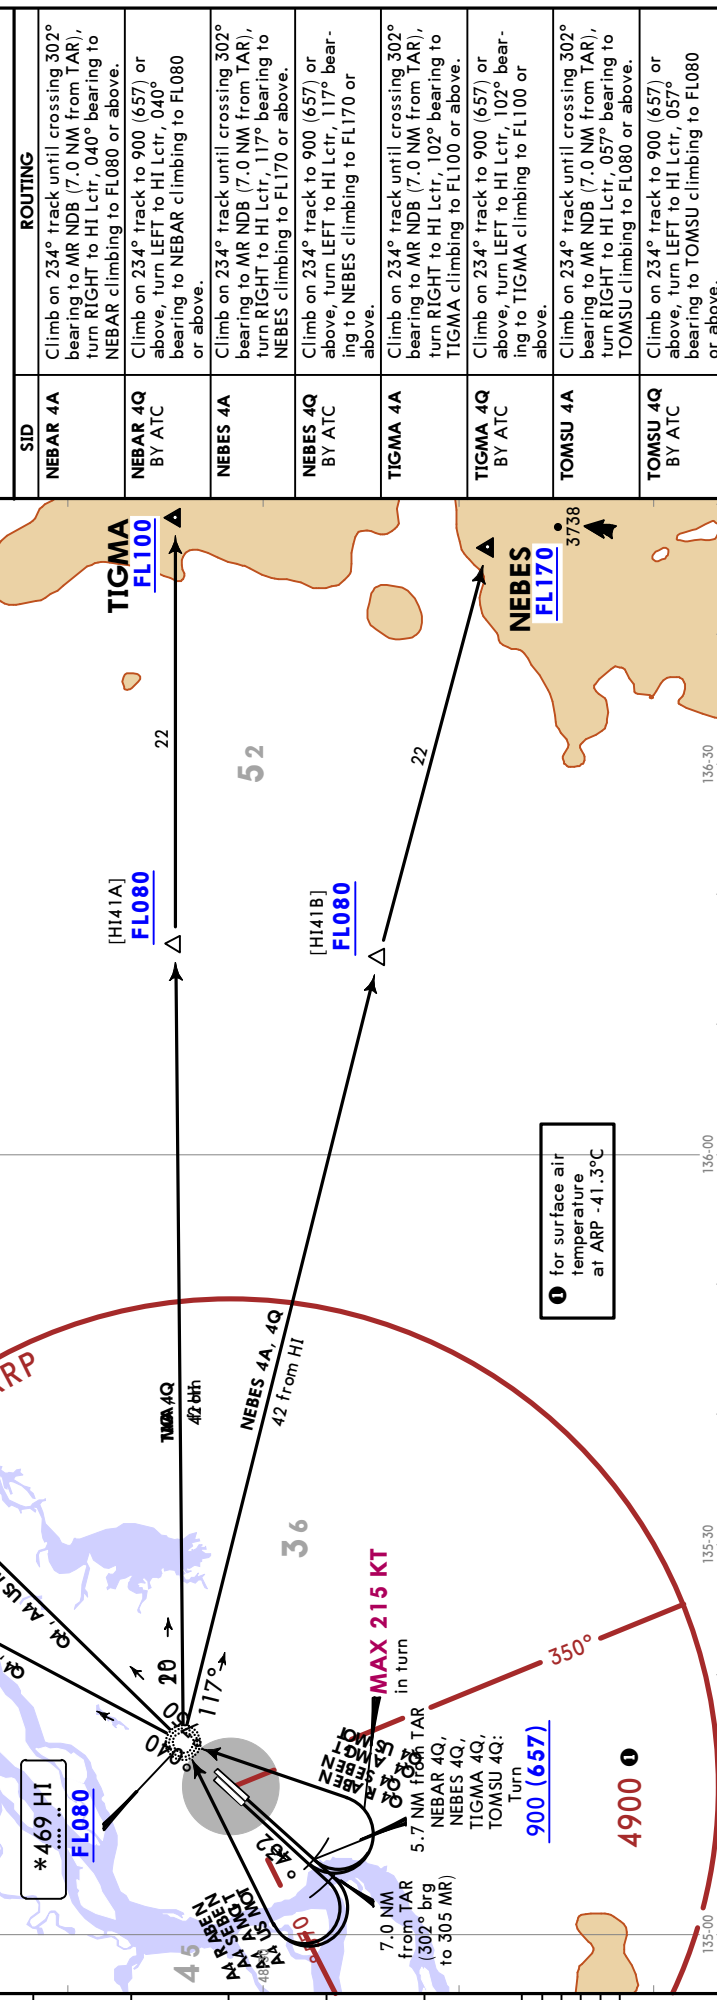 SID
ROUTING
NEBAR 4A
Climb on 234° track until crossing 302°
bearing to MR NDB (7.0 NM from TAR),
turn RIGHT to HI Lctr, 040° bearing to
NEBAR climbing to FL080 or above.
NEBAR 4Q
BY ATC
Climb on 234° track to 900 (657) or
above, turn LEFT to HI Lctr, 040°
bearing to NEBAR climbing to FL080
or above.
NEBES 4A
Climb on 234° track until crossing 302°
bearing to MR NDB (7.0 NM from TAR),
turn RIGHT to HI Lctr, 117° bearing to
NEBES climbing to FL170 or above.
NEBES 4Q
BY ATC
Climb on 234° track to 900 (657) or
above, turn LEFT to HI Lctr, 117° bear-
ing to NEBES climbing to FL170 or
above.
TIGMA 4A
Climb on 234° track until crossing 302°
bearing to MR NDB (7.0 NM from TAR),
turn RIGHT to HI Lctr, 102° bearing to
TIGMA climbing to FL100 or above.
TIGMA 4Q
BY ATC
Climb on 234° track to 900 (657) or
above, turn LEFT to HI Lctr, 102° bear-
ing to TIGMA climbing to FL100 or
above.
TOMSU 4A
Climb on 234° track until crossing 302°
bearing to MR NDB (7.0 NM from TAR),
turn RIGHT to HI Lctr, 057° bearing to
TOMSU climbing to FL080 or above.
TOMSU 4Q
BY ATC
Climb on 234° track to 900 (657) or
above, turn LEFT to HI Lctr, 057°
bearing to TOMSU climbing to FL080
or above.
TIGMA
FL100
NEBES
FL170
3738
22
22
52
[HI41A]
FL080
[HI41B]
FL080
136-30
136-00
❶ for surface air
temperature
at ARP -41.3°C
NEBES 4A, 4Q
42 from HI
36
135-30
117°
*469 HI
FL080
MAX 215 KT
in turn
350°
5.7 NM from TAR
NEBAR 4Q,
NEBES 4Q,
TIGMA 4Q,
TOMSU 4Q:
Turn
900 (657)
4900 ❶
7.0 NM
from TAR
(302° brg
to 305 MR)
45
135-00